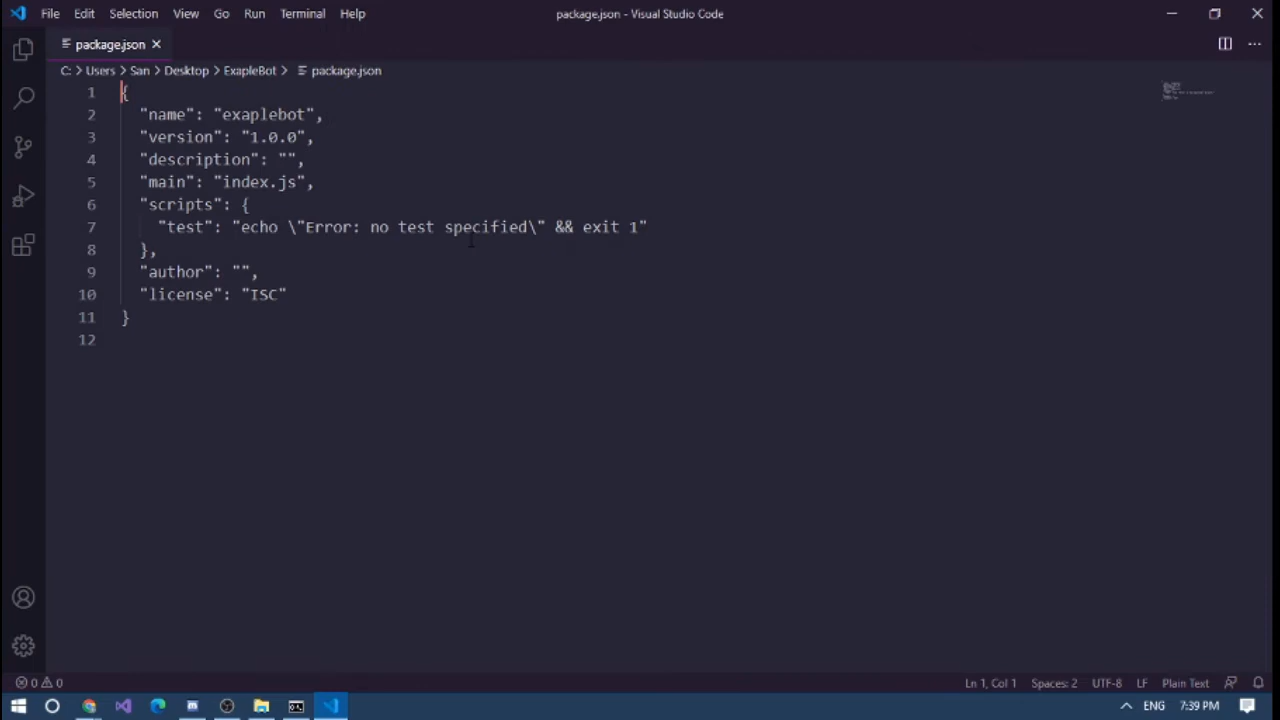 File Edit Selection View Go Run Terminal Help package.json - Visual Studio Code
package.json
C: > Users > San > Desktop > ExapleBot > package.json
1 {
2 "name": "exaplebot",
3 "version": "1.0.0",
4 "description": "",
5 "main": "index.js",
6 "scripts": {
7 "test": "echo \"Error: no test specified\" && exit 1"
8 },
9 "author": "",
10 "license": "ISC"
11 }
12
0 0 Ln 1, Col 1 Spaces: 2 UTF-8 LF Plain Text
ENG 7:39 PM